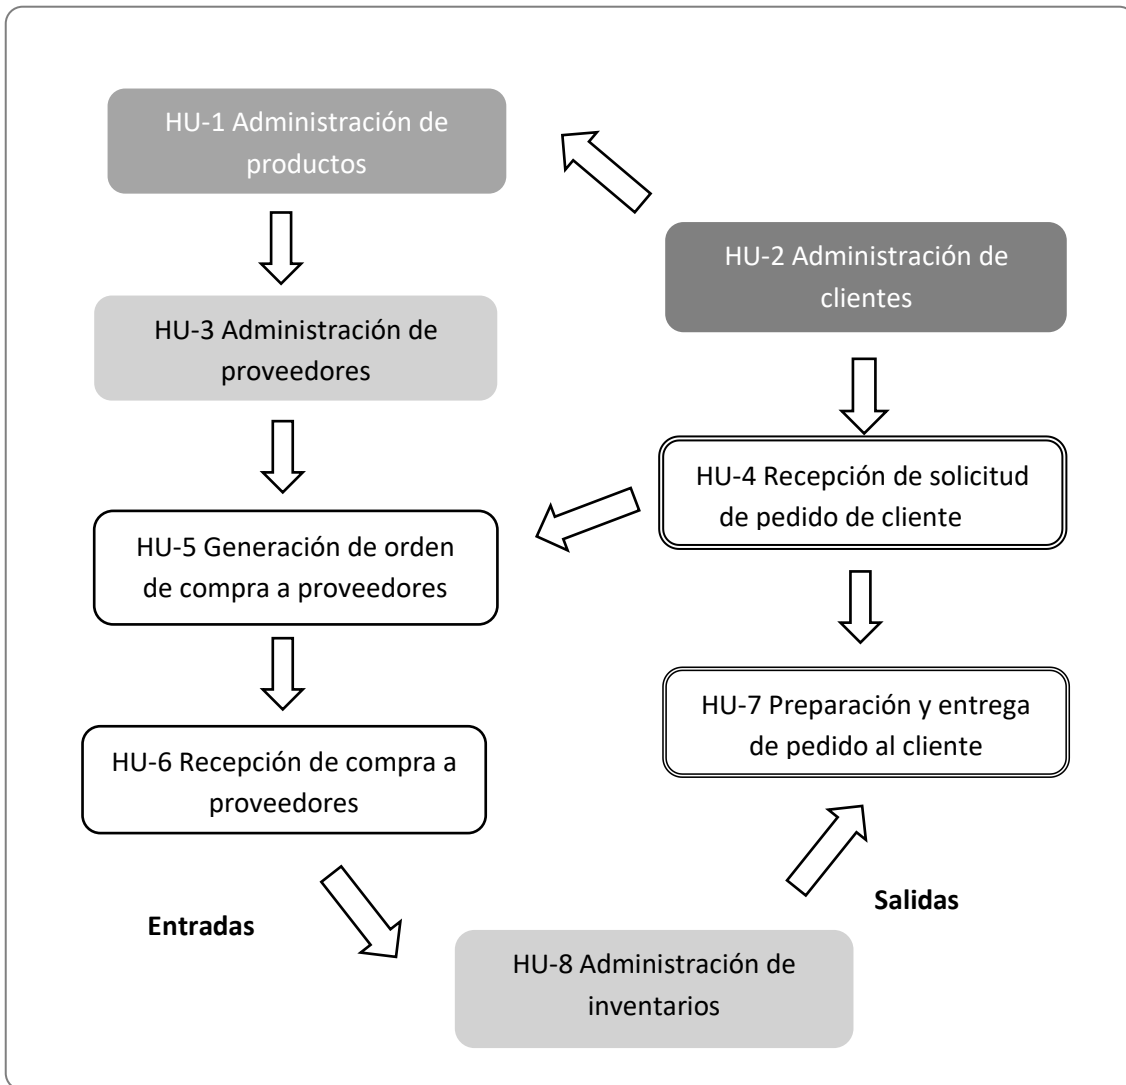 HU-1 Administración de
productos
HU-2 Administración de
clientes
HU-3 Administración de
proveedores
HU-4 Recepción de solicitud
de pedido de cliente
HU-5 Generación de orden
de compra a proveedores
HU-6 Recepción de compra a
proveedores
HU-7 Preparación y entrega
de pedido al cliente
Entradas
Salidas
HU-8 Administración de
inventarios